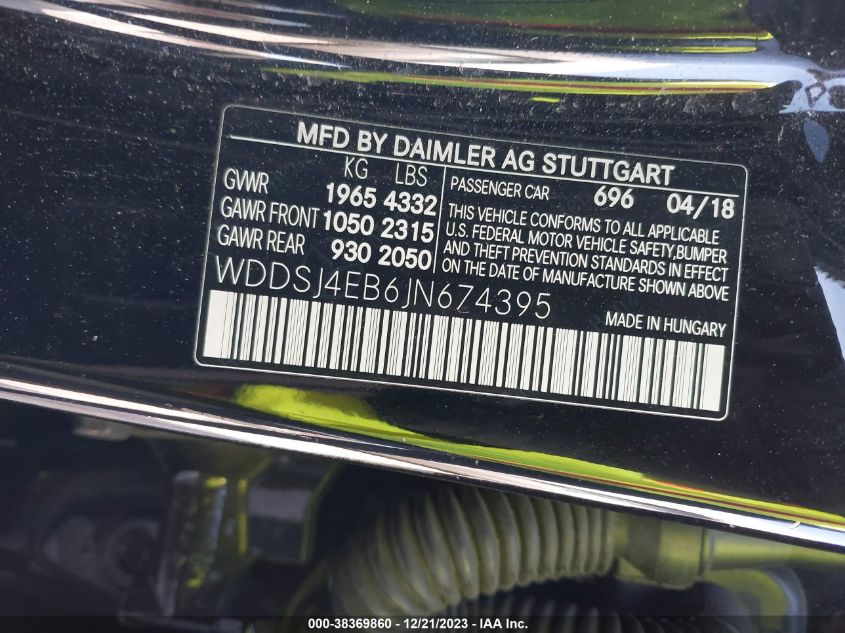 MFD BY DAIMLER AG STUTTGART
KG LBS
GVWR 1965 4332
GAWR FRONT 1050 2315
GAWR REAR 930 2050
PASSENGER CAR 696 04/18
THIS VEHICLE CONFORMS TO ALL APPLICABLE
U.S. FEDERAL MOTOR VEHICLE SAFETY,BUMPER
AND THEFT PREVENTION STANDARDS IN EFFECT
ON THE DATE OF MANUFACTURE SHOWN ABOVE
WDDSJ4EB6JN674395
MADE IN HUNGARY
000-38369860 - 12/21/2023 - IAA Inc.